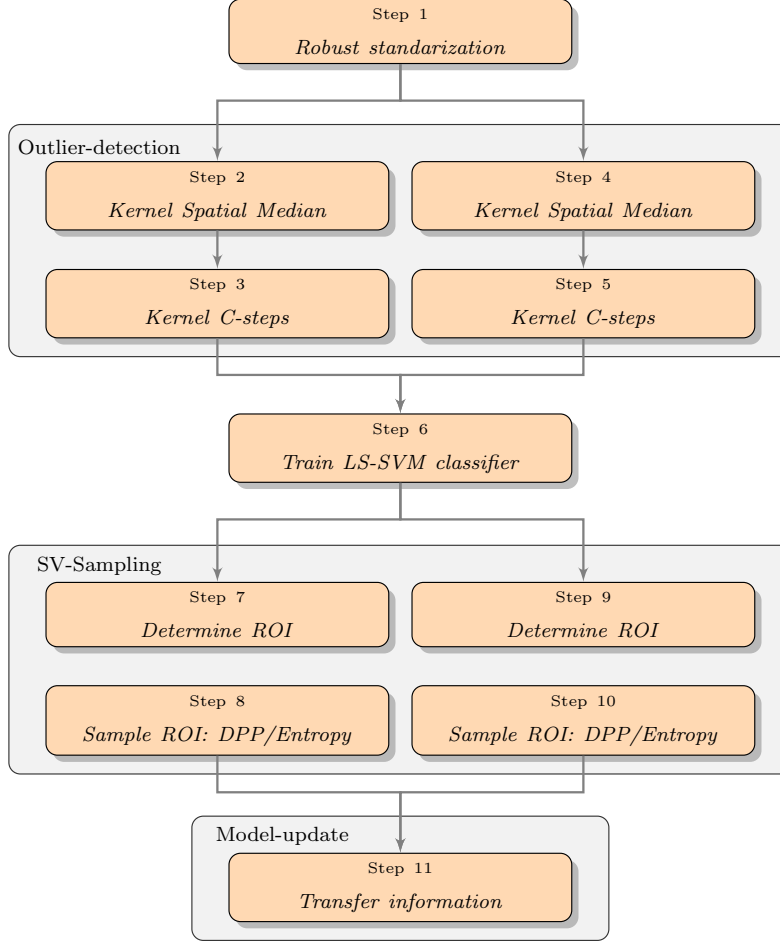 Step 1
Robust standarization
Outlier-detection
Step 2
Kernel Spatial Median
Step 4
Kernel Spatial Median
Step 3
Kernel C-steps
Step 5
Kernel C-steps
Step 6
Train LS-SVM classifier
SV-Sampling
Step 7
Determine ROI
Step 9
Determine ROI
Step 8
Sample ROI: DPP/Entropy
Step 10
Sample ROI: DPP/Entropy
Model-update
Step 11
Transfer information